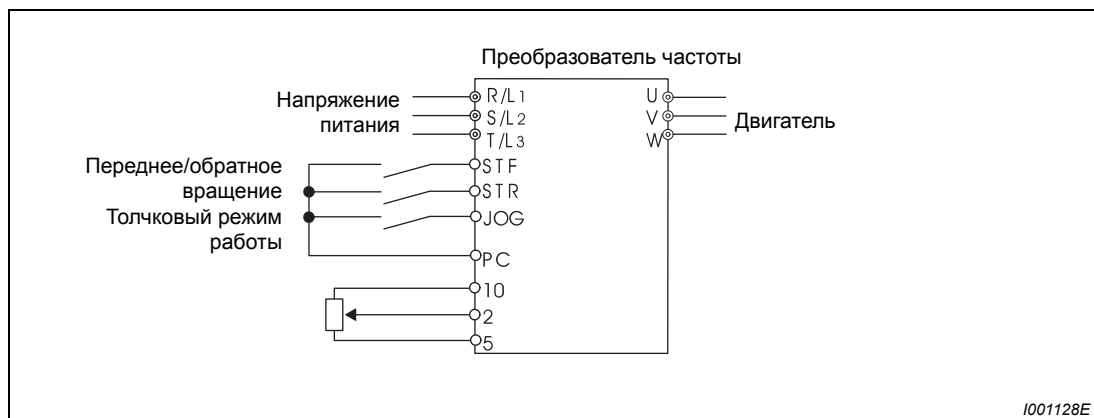 Преобразователь частоты
Напряжение
питания
R/L1
S/L2
T/L3
U
V
W
Двигатель
Переднее/обратное
вращение
Толчковый режим
работы
STF
STR
JOG
PC
10
2
5
I001128E